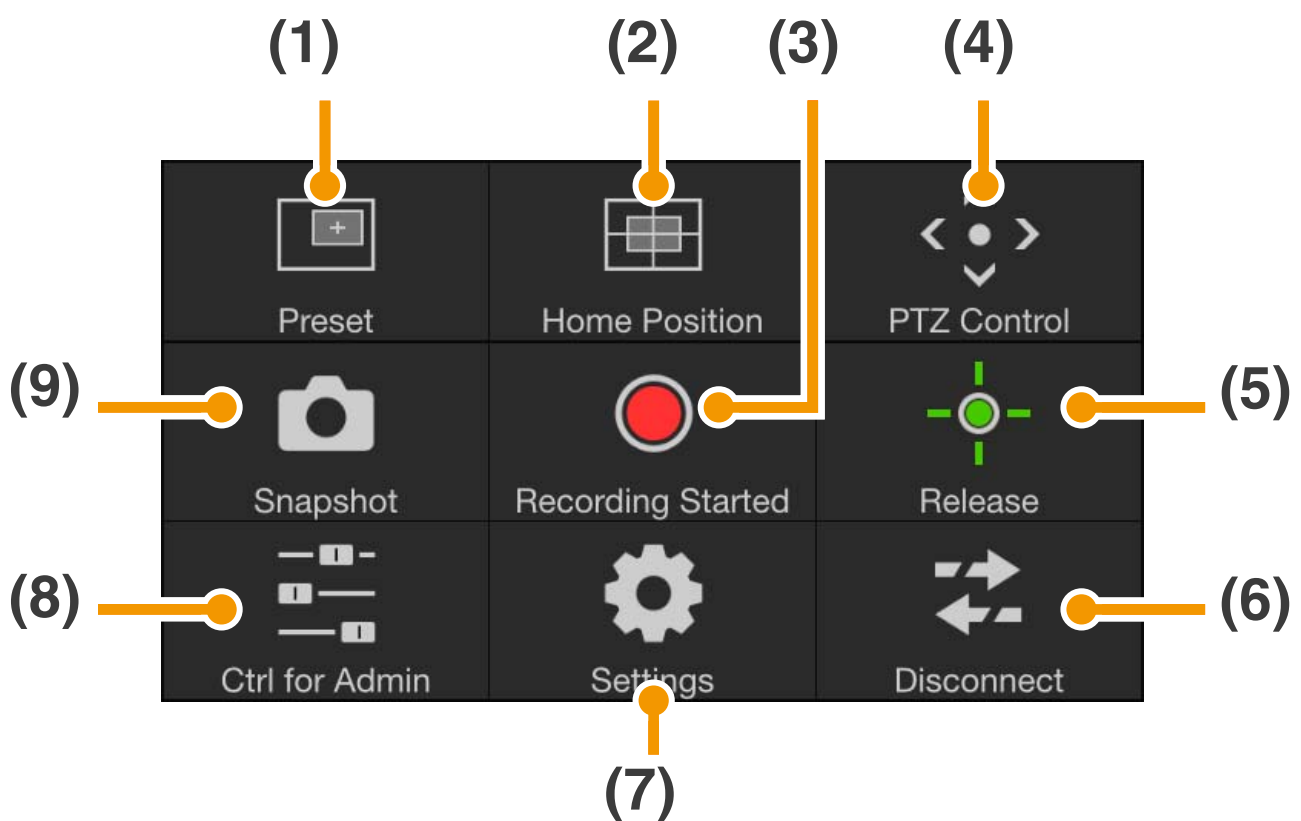 (1) (2) (3) (4)
Preset Home Position PTZ Control
(9) (5)
Snapshot Recording Started Release
(8) (6)
Ctrl for Admin Settings Disconnect
(7)